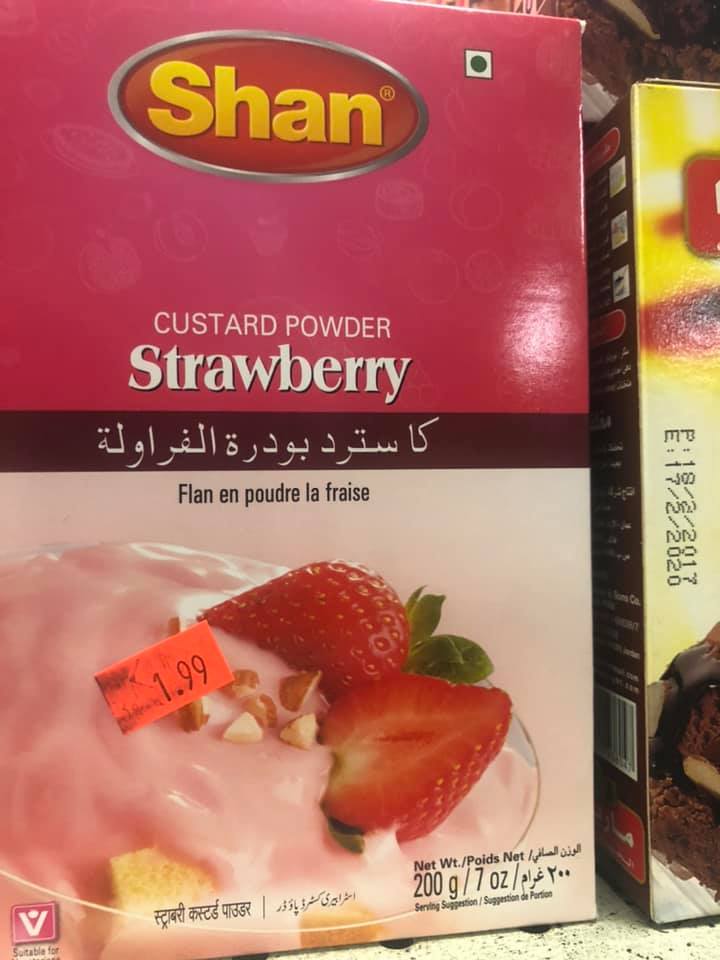 Shan®
CUSTARD POWDER
Strawberry
كاسترد بودرة الفراولة
Flan en poudre la fraise
1.99
Net Wt./Poids Net / الوزن الصافي
200 g / 7 oz / ٢٠٠ غرام
Serving Suggestion / Suggestion de Portion
स्ट्राबरी कस्टर्ड पाउडर | اسٹرابیری کسٹرڈ پاؤڈر
V
Suitable for
P: 18/2/2017
E: 17/2/2020